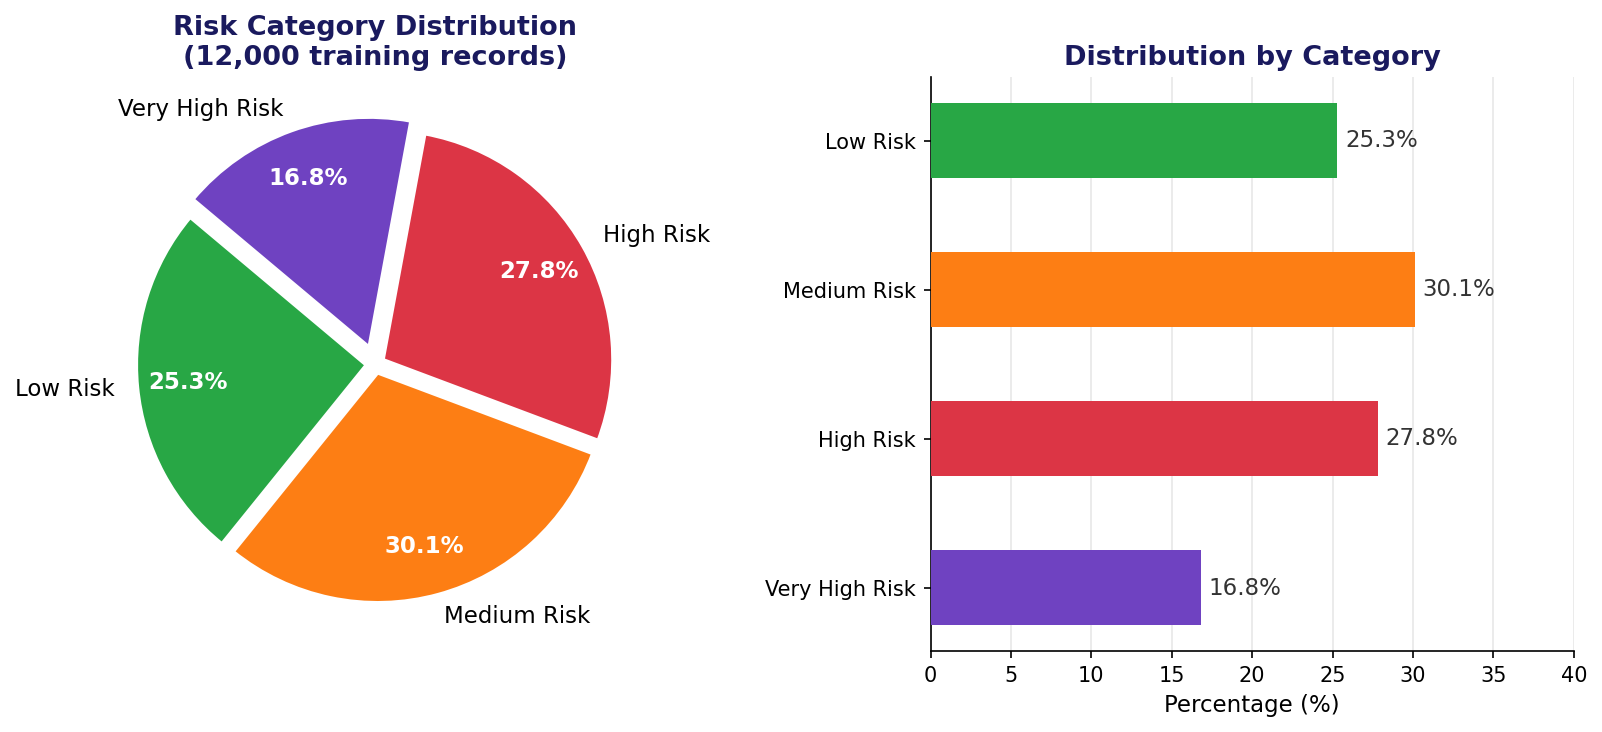 Risk Category Distribution
(12,000 training records)
Very High Risk
16.8%
High Risk
27.8%
Low Risk
25.3%
30.1%
Medium Risk
Distribution by Category
Low Risk
25.3%
Medium Risk
30.1%
High Risk
27.8%
Very High Risk
16.8%
0 5 10 15 20 25 30 35 40
Percentage (%)